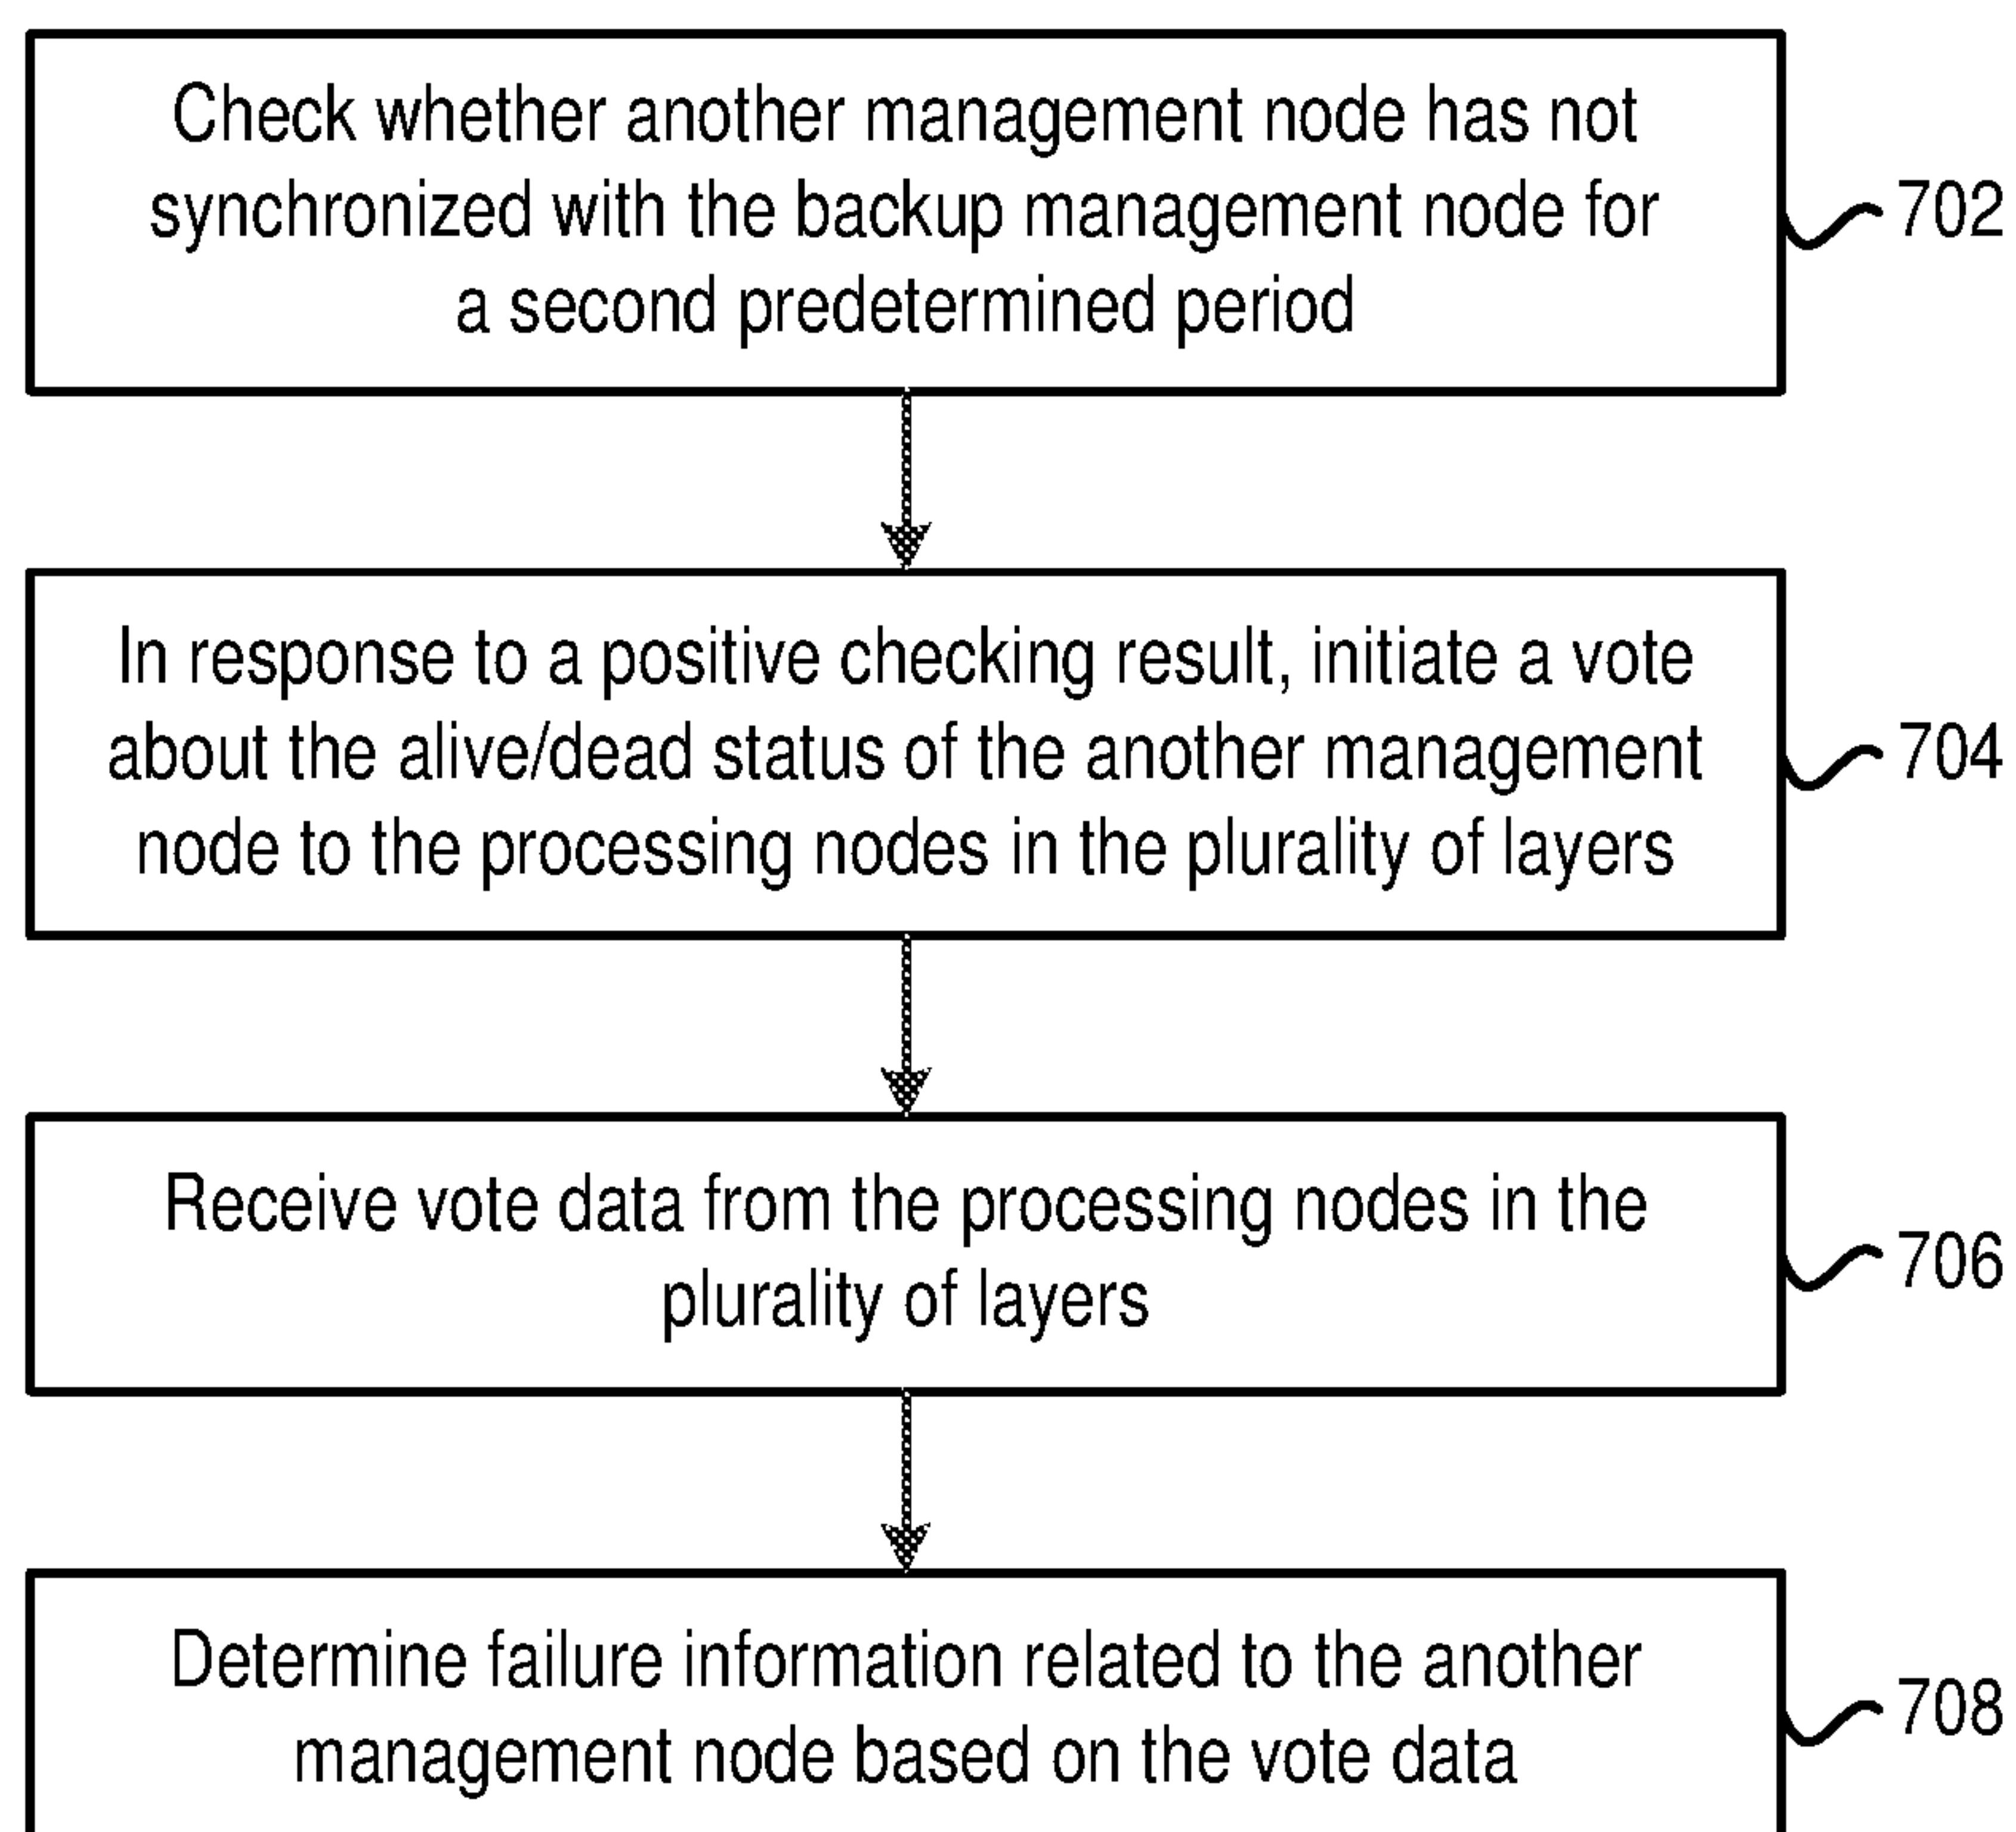 Check whether another management node has not
synchronized with the backup management node for
a second predetermined period
702
In response to a positive checking result, initiate a vote
about the alive/dead status of the another management
node to the processing nodes in the plurality of layers
704
Receive vote data from the processing nodes in the
plurality of layers
706
Determine failure information related to the another
management node based on the vote data
708